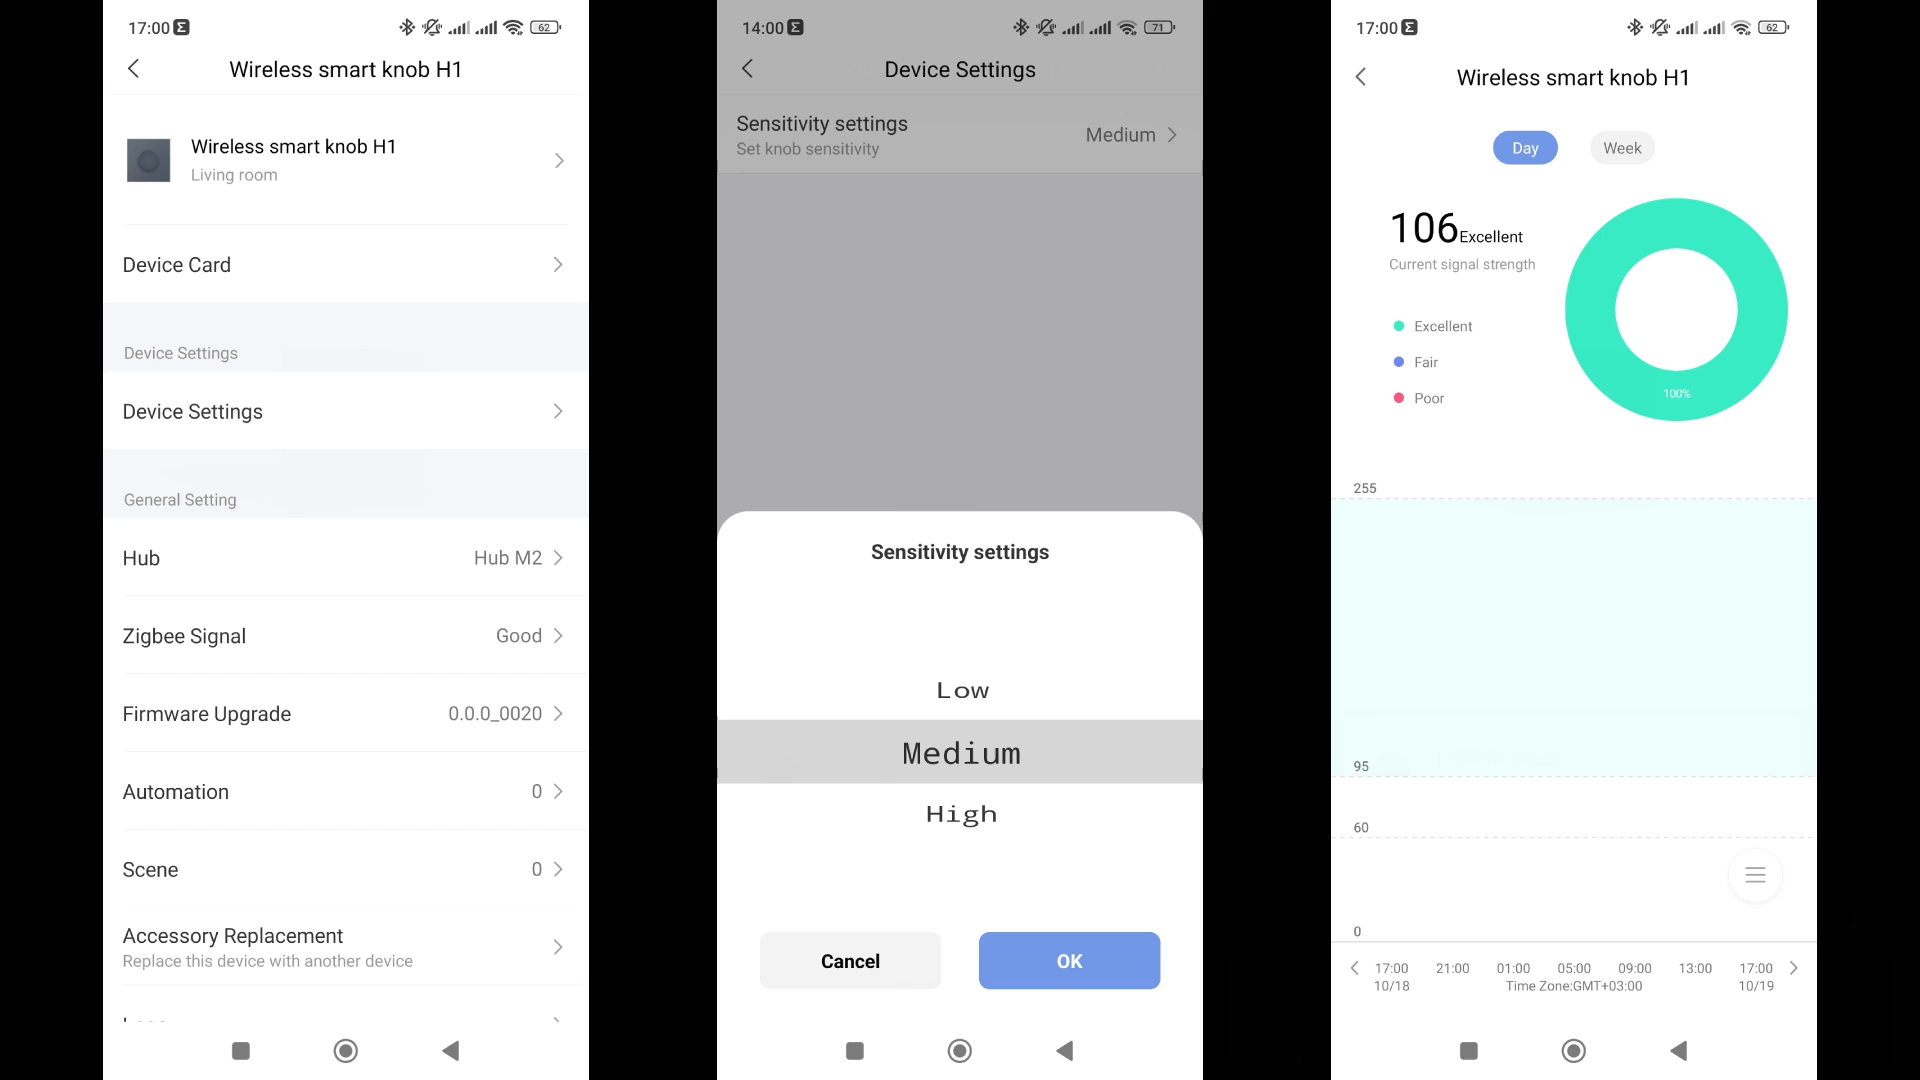 17:00
62
Wireless smart knob H1
Wireless smart knob H1
Living room
Device Card
Device Settings
Device Settings
General Setting
Hub
Hub M2
Zigbee Signal
Good
Firmware Upgrade
0.0.0_0020
Automation
0
Scene
0
Accessory Replacement
Replace this device with another device
14:00
71
Device Settings
Sensitivity settings
Set knob sensitivity
Medium
Sensitivity settings
Low
Medium
High
Cancel
OK
17:00
62
Wireless smart knob H1
Day
Week
106Excellent
Current signal strength
Excellent
Fair
Poor
100%
255
95
60
0
17:00 21:00 01:00 05:00 09:00 13:00 17:00
10/18 Time Zone:GMT+03:00 10/19